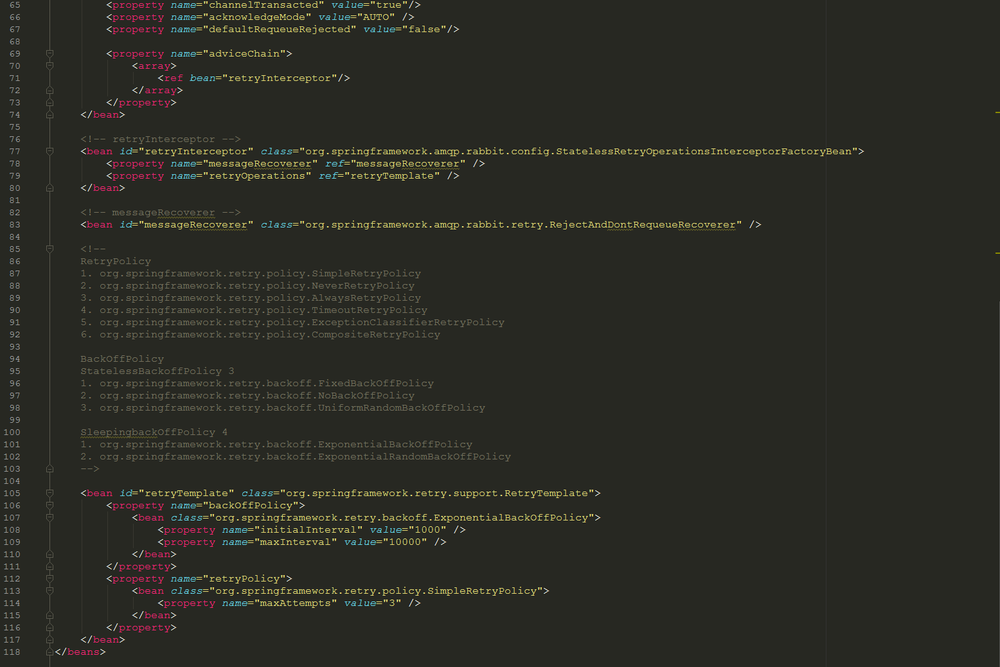 65 <property name="channelTransacted" value="true"/>
66 <property name="acknowledgeMode" value="AUTO" />
67 <property name="defaultRequeueRejected" value="false"/>
68
69 <property name="adviceChain">
70 <array>
71 <ref bean="retryInterceptor"/>
72 </array>
73 </property>
74 </bean>
75
76 <!-- retryInterceptor -->
77 <bean id="retryInterceptor" class="org.springframework.amqp.rabbit.config.StatelessRetryOperationsInterceptorFactoryBean">
78 <property name="messageRecoverer" ref="messageRecoverer" />
79 <property name="retryOperations" ref="retryTemplate" />
80 </bean>
81
82 <!-- messageRecoverer -->
83 <bean id="messageRecoverer" class="org.springframework.amqp.rabbit.retry.RejectAndDontRequeueRecoverer" />
84
85 <!--
86 RetryPolicy
87 1. org.springframework.retry.policy.SimpleRetryPolicy
88 2. org.springframework.retry.policy.NeverRetryPolicy
89 3. org.springframework.retry.policy.AlwaysRetryPolicy
90 4. org.springframework.retry.policy.TimeoutRetryPolicy
91 5. org.springframework.retry.policy.ExceptionClassifierRetryPolicy
92 6. org.springframework.retry.policy.CompositeRetryPolicy
93
94 BackOffPolicy
95 StatelessBackoffPolicy 3
96 1. org.springframework.retry.backoff.FixedBackOffPolicy
97 2. org.springframework.retry.backoff.NoBackOffPolicy
98 3. org.springframework.retry.backoff.UniformRandomBackOffPolicy
99
100 SleepingbackOffPolicy 4
101 1. org.springframework.retry.backoff.ExponentialBackOffPolicy
102 2. org.springframework.retry.backoff.ExponentialRandomBackOffPolicy
103 -->
104
105 <bean id="retryTemplate" class="org.springframework.retry.support.RetryTemplate">
106 <property name="backOffPolicy">
107 <bean class="org.springframework.retry.backoff.ExponentialBackOffPolicy">
108 <property name="initialInterval" value="1000" />
109 <property name="maxInterval" value="10000" />
110 </bean>
111 </property>
112 <property name="retryPolicy">
113 <bean class="org.springframework.retry.policy.SimpleRetryPolicy">
114 <property name="maxAttempts" value="3" />
115 </bean>
116 </property>
117 </bean>
118 </beans>